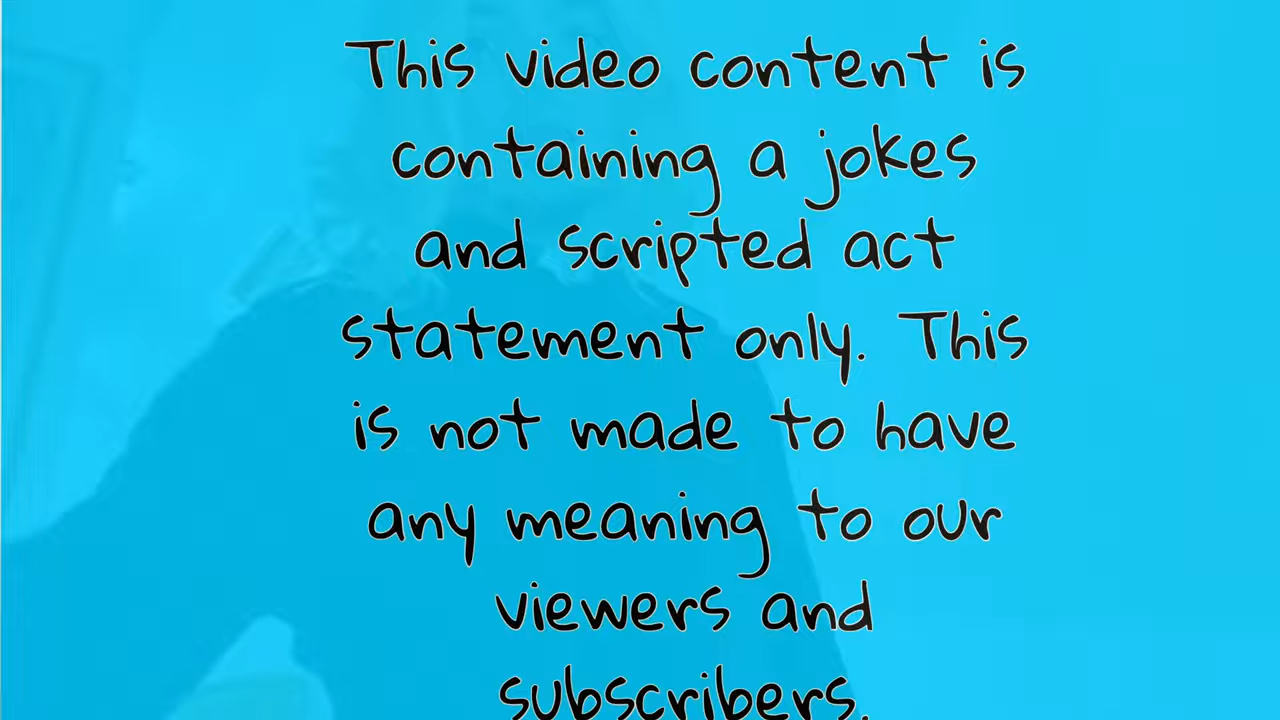 This video content is
containing a jokes
and scripted act
statement only. This
is not made to have
any meaning to our
viewers and
subscribers.